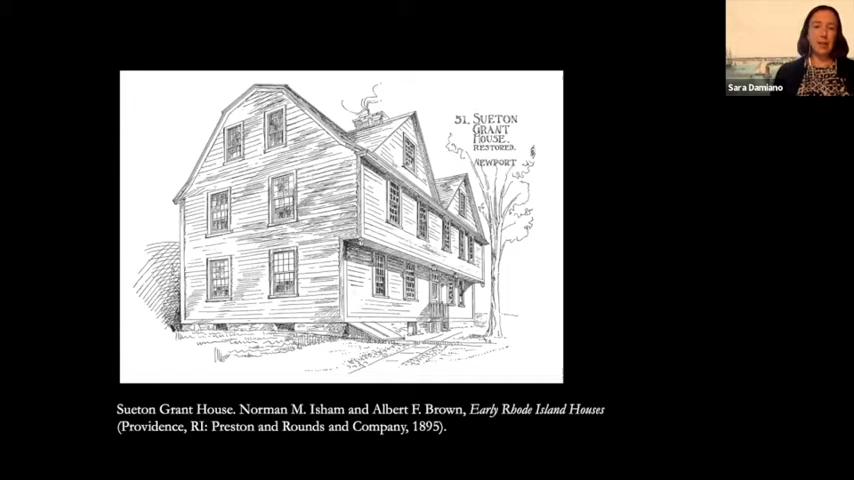 Sara Damiano
51. SUETON
GRANT
HOUSE.
RESTORED.
NEWPORT
Sueton Grant House. Norman M. Isham and Albert F. Brown, Early Rhode Island Houses
(Providence, RI: Preston and Rounds and Company, 1895).